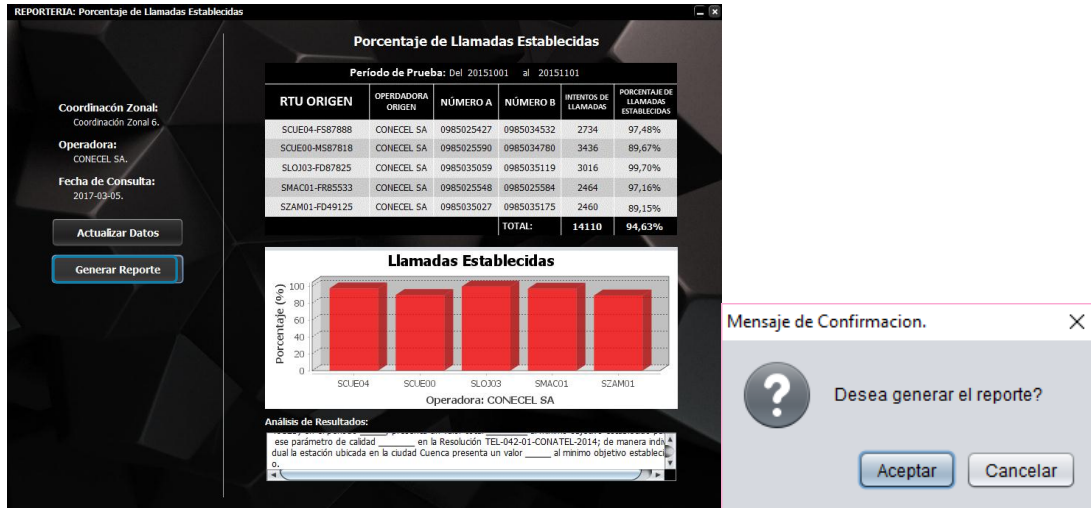 REPORTERIA: Porcentaje de Llamadas Establecidas
Coordinacón Zonal:
Coordinación Zonal 6.
Operadora:
CONECEL SA.
Fecha de Consulta:
2017-03-05.
Actualizar Datos
Generar Reporte
Porcentaje de Llamadas Establecidas
Período de Prueba: Del 20151001 al 20151101
RTU ORIGEN OPERDADORA ORIGEN NÚMERO A NÚMERO B INTENTOS DE LLAMADAS PORCENTAJE DE LLAMADAS ESTABLECIDAS
SCUE04-FS87888 CONECEL SA 0985025427 0985034532 2734 97,48%
SCUE00-MS87818 CONECEL SA 0985025590 0985034780 3436 89,67%
SLOJ03-FD87825 CONECEL SA 0985035059 0985035119 3016 99,70%
SMAC01-FR85533 CONECEL SA 0985025548 0985025584 2464 97,16%
SZAM01-FD49125 CONECEL SA 0985035027 0985035175 2460 89,15%
TOTAL: 14110 94,63%
Llamadas Establecidas
Porcentaje (%)
100
80
60
40
20
0
SCUE04 SCUE00 SLOJ03 SMAC01 SZAM01
Operadora: CONECEL SA
Análisis de Resultados:
ese parámetro de calidad ________ en la Resolución TEL-042-01-CONATEL-2014; de manera indivi
dual la estación ubicada en la ciudad Cuenca presenta un valor _____ al minimo objetivo estableci
o.
Mensaje de Confirmacion.
Desea generar el reporte?
Aceptar Cancelar